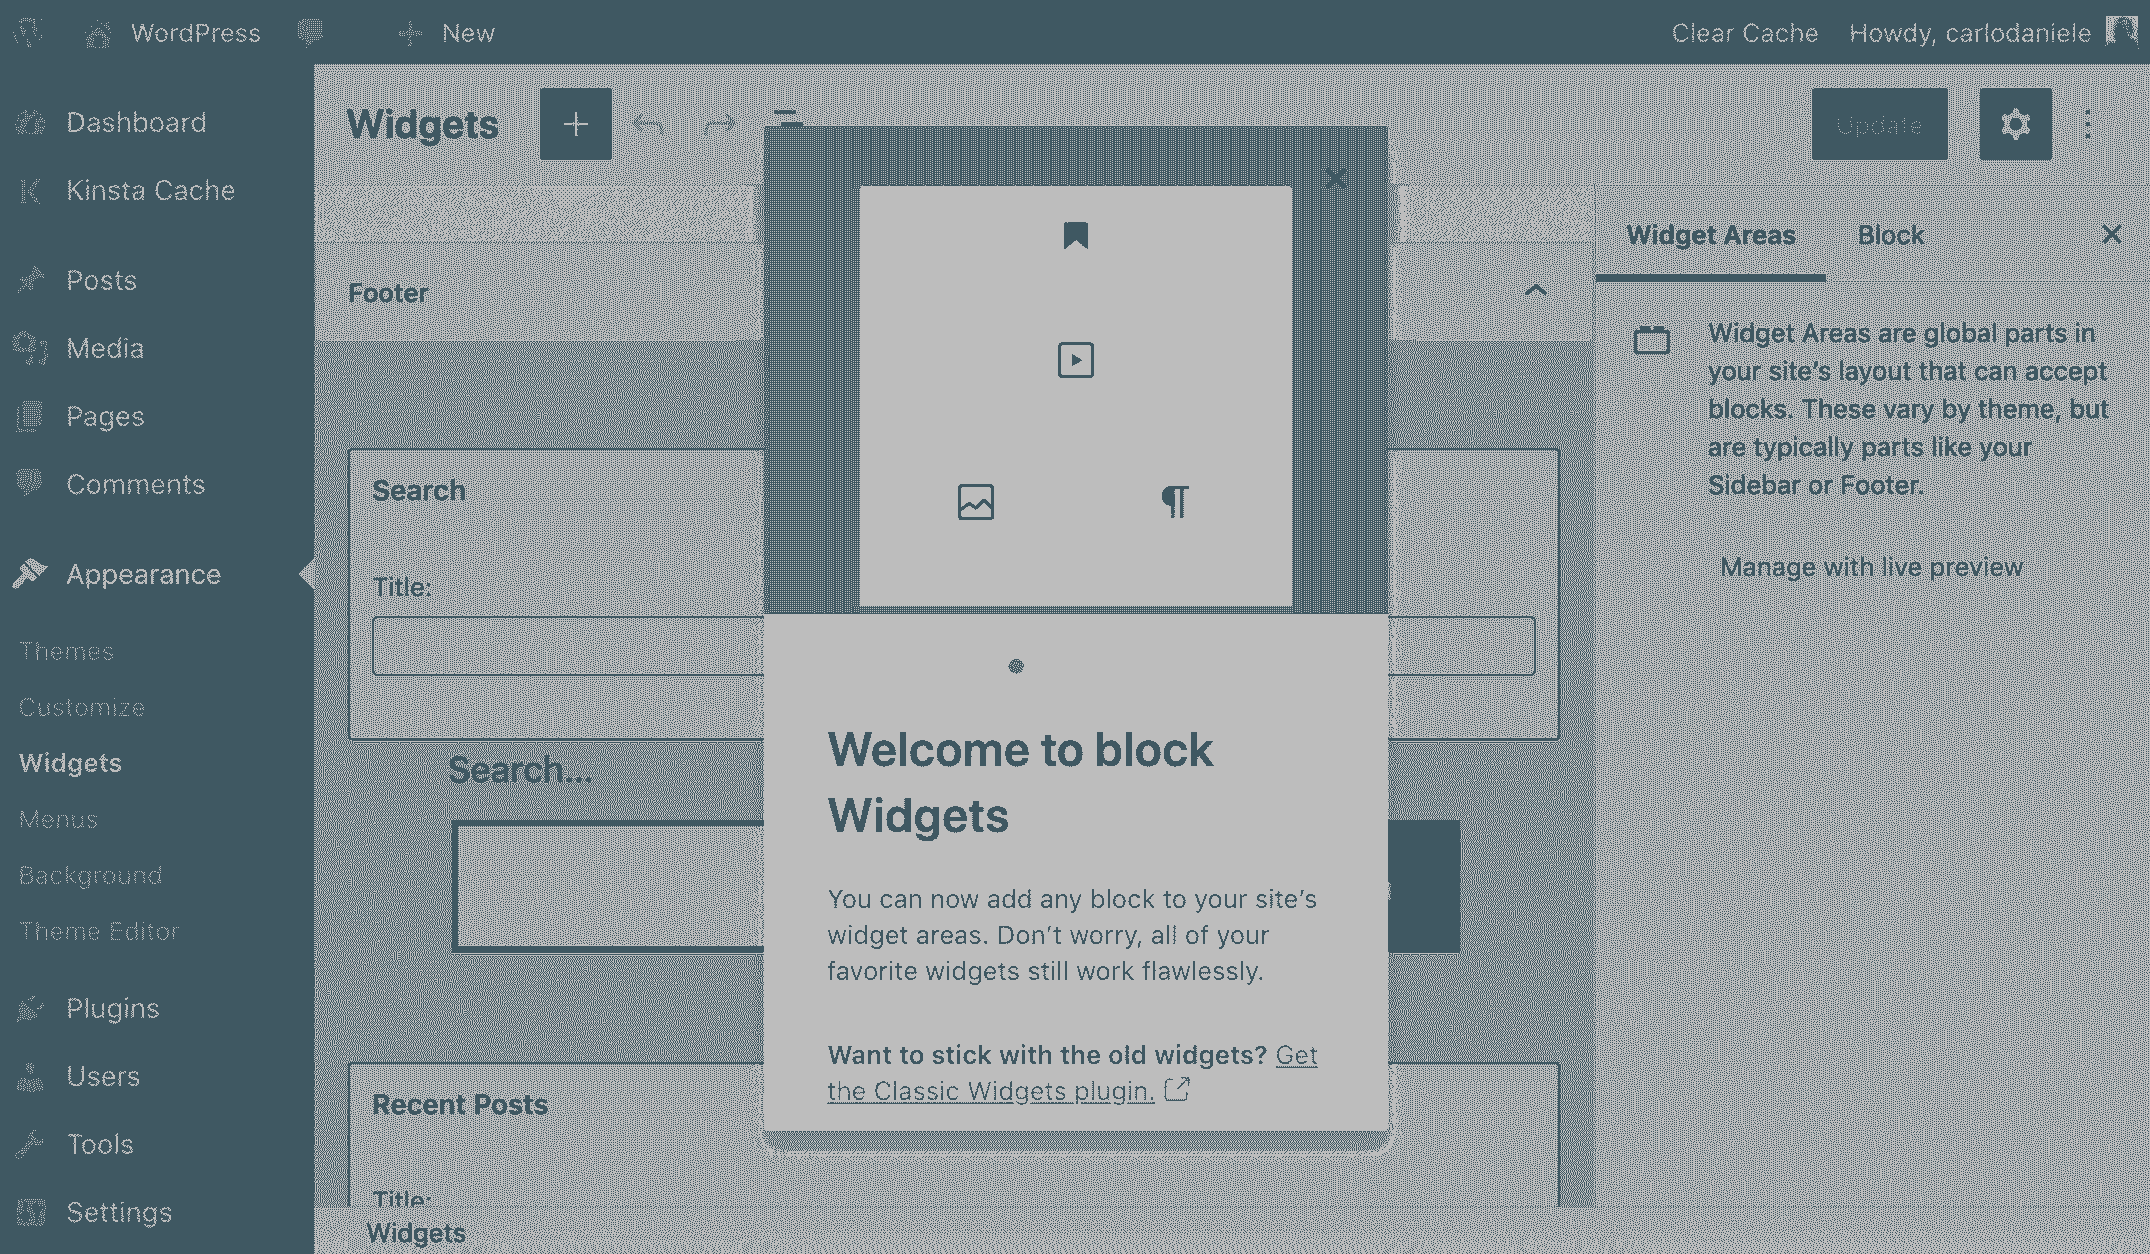 WordPress
New
Clear Cache
Howdy, carlodaniele
Dashboard
Kinsta Cache
Posts
Media
Pages
Comments
Appearance
Themes
Customize
Widgets
Menus
Background
Theme Editor
Plugins
Users
Tools
Settings
Widgets
Update
Footer
Search
Title:
Search...
Recent Posts
Title:
Widgets
Welcome to block
Widgets
You can now add any block to your site's
widget areas. Don't worry, all of your
favorite widgets still work flawlessly.
Want to stick with the old widgets? Get
the Classic Widgets plugin.
Widget Areas
Block
Widget Areas are global parts in
your site's layout that can accept
blocks. These vary by theme, but
are typically parts like your
Sidebar or Footer.
Manage with live preview